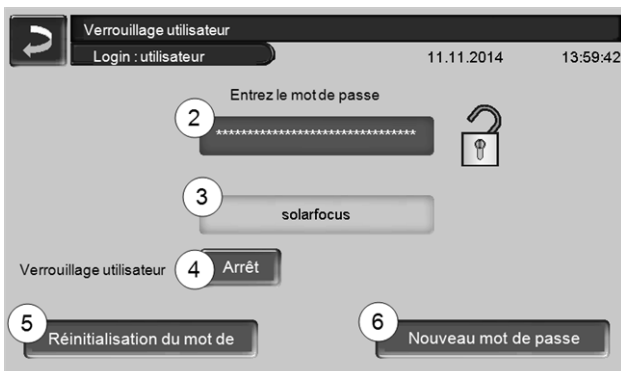 Verrouillage utilisateur
Login : utilisateur 11.11.2014 13:59:42
Entrez le mot de passe
2
********************************
3
solarfocus
Verrouillage utilisateur 4 Arrêt
5 6
Réinitialisation du mot de Nouveau mot de passe